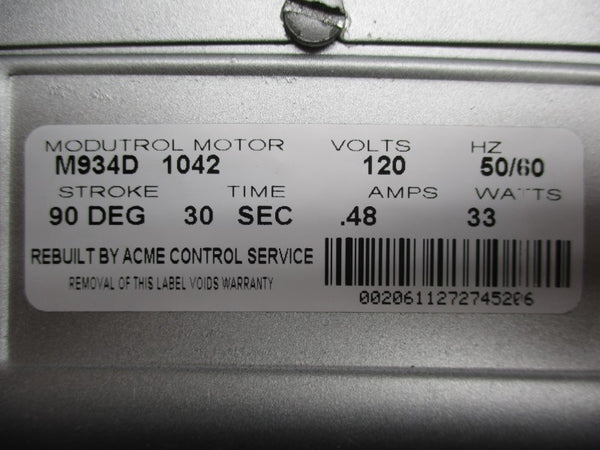 MODUTROL MOTOR VOLTS HZ
M934D 1042 120 50/60
STROKE TIME AMPS WATTS
90 DEG 30 SEC .48 33
REBUILT BY ACME CONTROL SERVICE
REMOVAL OF THIS LABEL VOIDS WARRANTY
0020611272745206